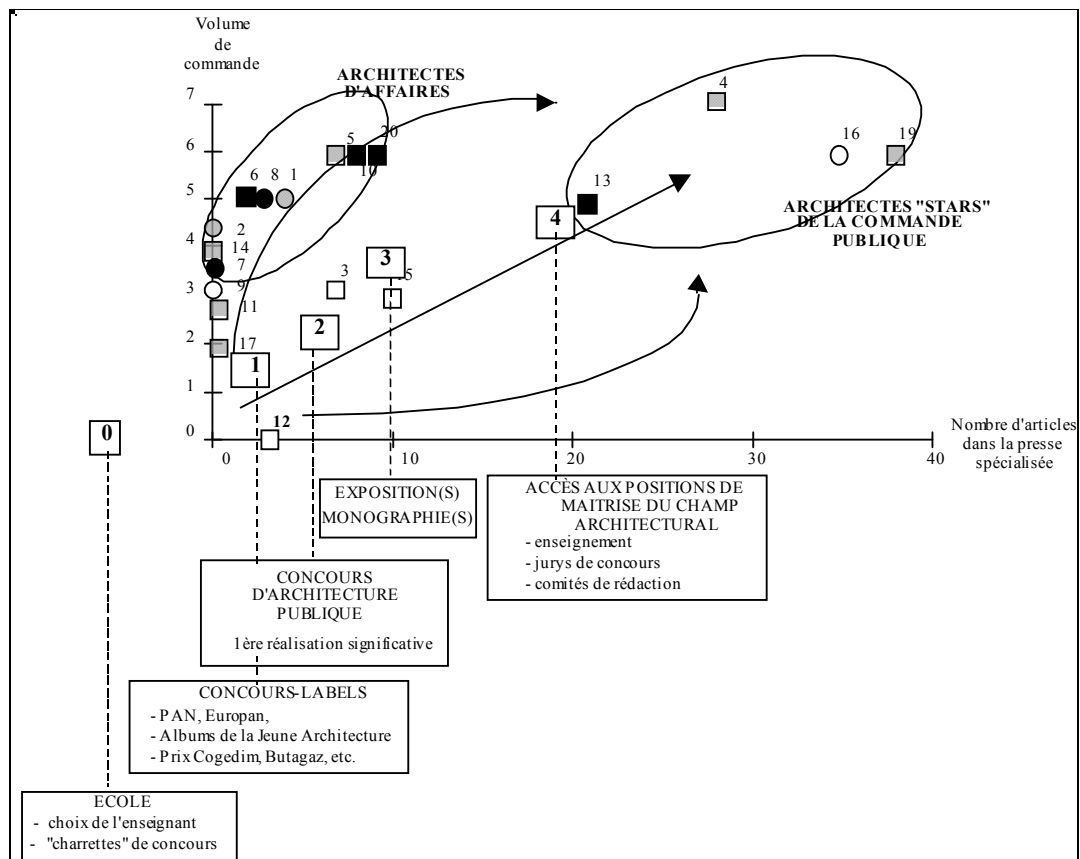 Volume
de
commande
ARCHITECTES
D'AFFAIRES
7
6
5
4
3
2
1
0
4
5
10
20
16
19
6
8
1
13
2
14
7
9
11
17
3
12
ARCHITECTES "STARS"
DE LA COMMANDE
PUBLIQUE
4
3
2
1
0
0
10
20
30
40
Nombre d'articles
dans la presse
spécialisée
EXPOSITION(S)
MONOGRAPHIE(S)
ACCÈS AUX POSITIONS DE
MAITRISE DU CHAMP
ARCHITECTURAL
- enseignement
- jurys de concours
- comités de rédaction
CONCOURS
D'ARCHITECTURE
PUBLIQUE
1ère réalisation significative
CONCOURS-LABELS
- PAN, Europan,
- Albums de la Jeune Architecture
- Prix Cogedim, Butagaz, etc.
ECOLE
- choix de l'enseignant
- "charrettes" de concours